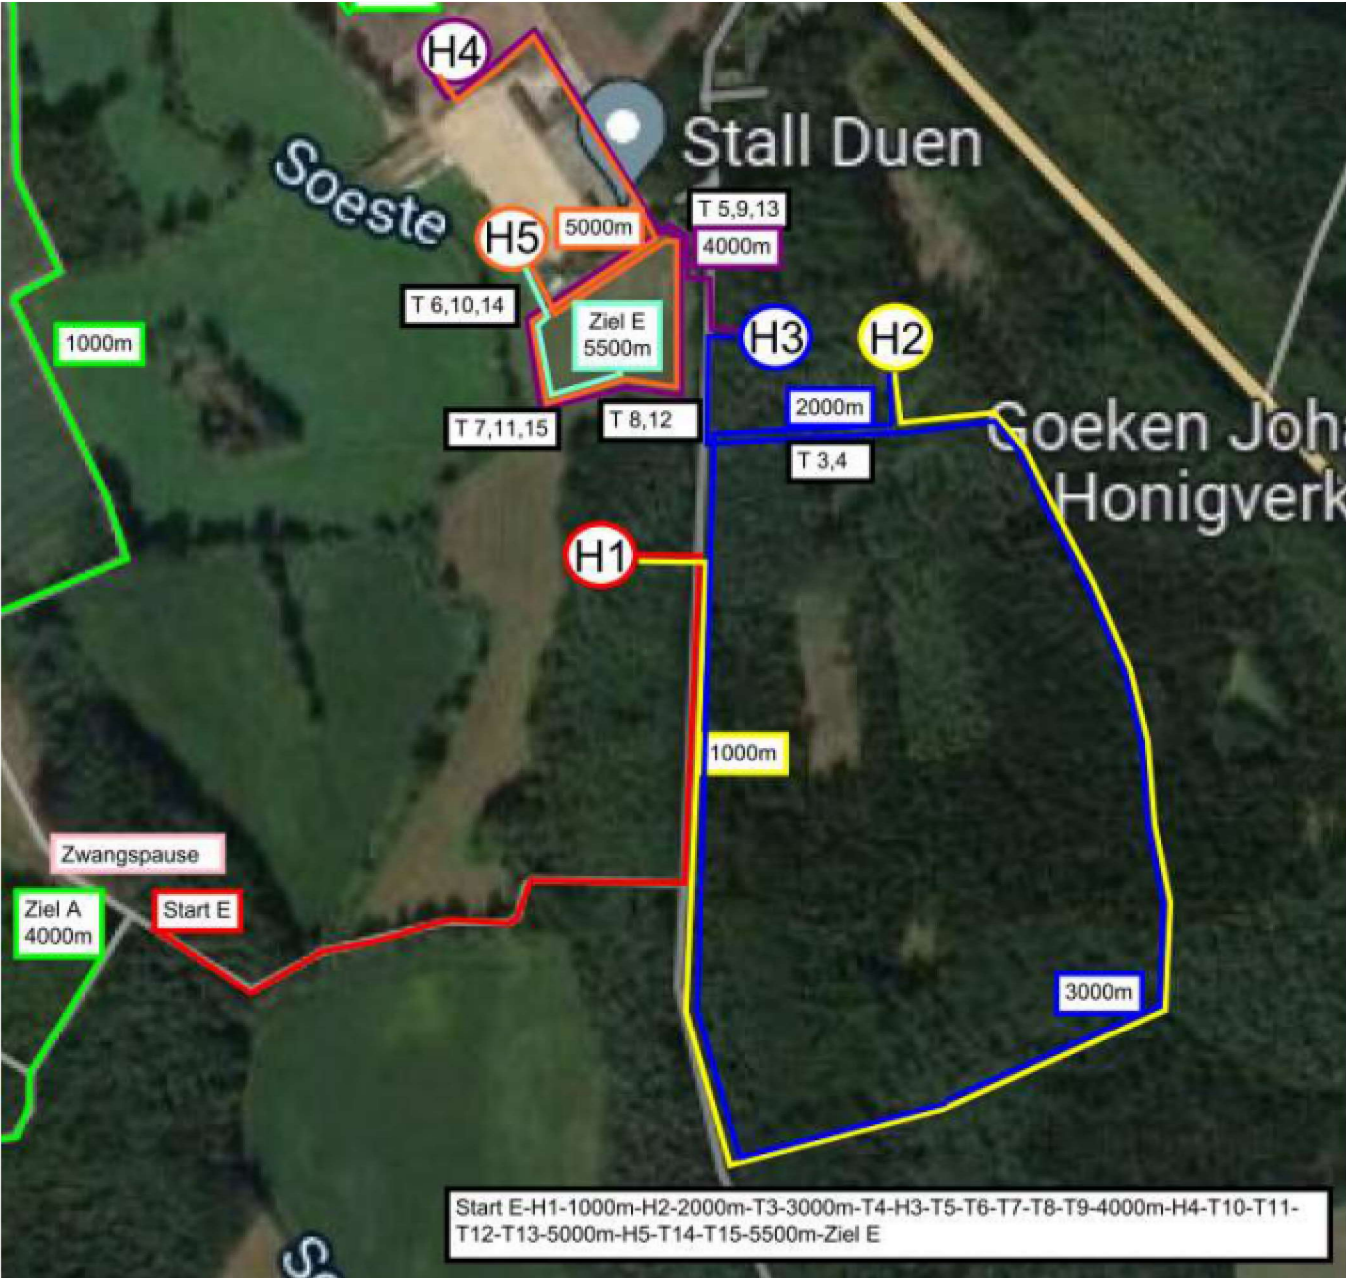 H4
Stall Duen
Soeste
T 5,9,13
5000m
4000m
H5
T 6,10,14
Ziel E
5500m
H3
H2
1000m
2000m
T 8,12
T 7,11,15
T 3,4
Goeken Joha
Honigverk
H1
1000m
Zwangspause
Ziel A
4000m
Start E
3000m
Start E-H1-1000m-H2-2000m-T3-3000m-T4-H3-T5-T6-T7-T8-T9-4000m-H4-T10-T11-
T12-T13-5000m-H5-T14-T15-5500m-Ziel E